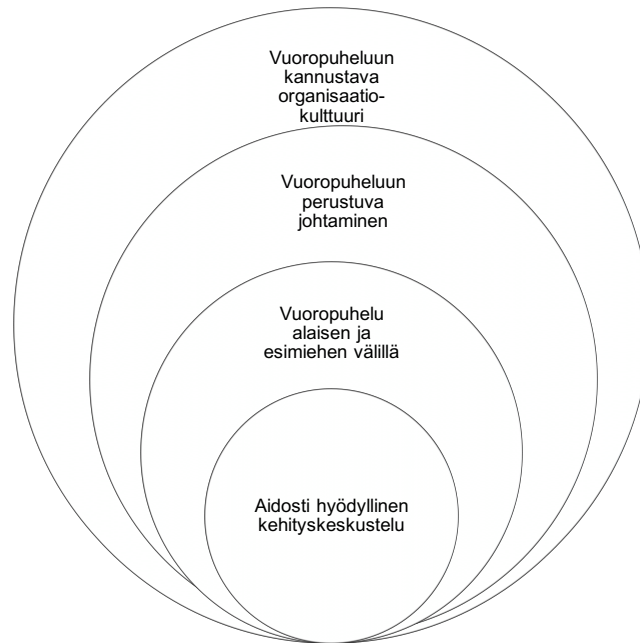 Vuoropuheluun
kannustava
organisaatio-
kulttuuri
Vuoropuheluun
perustuva
johtaminen
Vuoropuhelu
alaisen ja
esimiehen välillä
Aidosti hyödyllinen
kehityskeskustelu